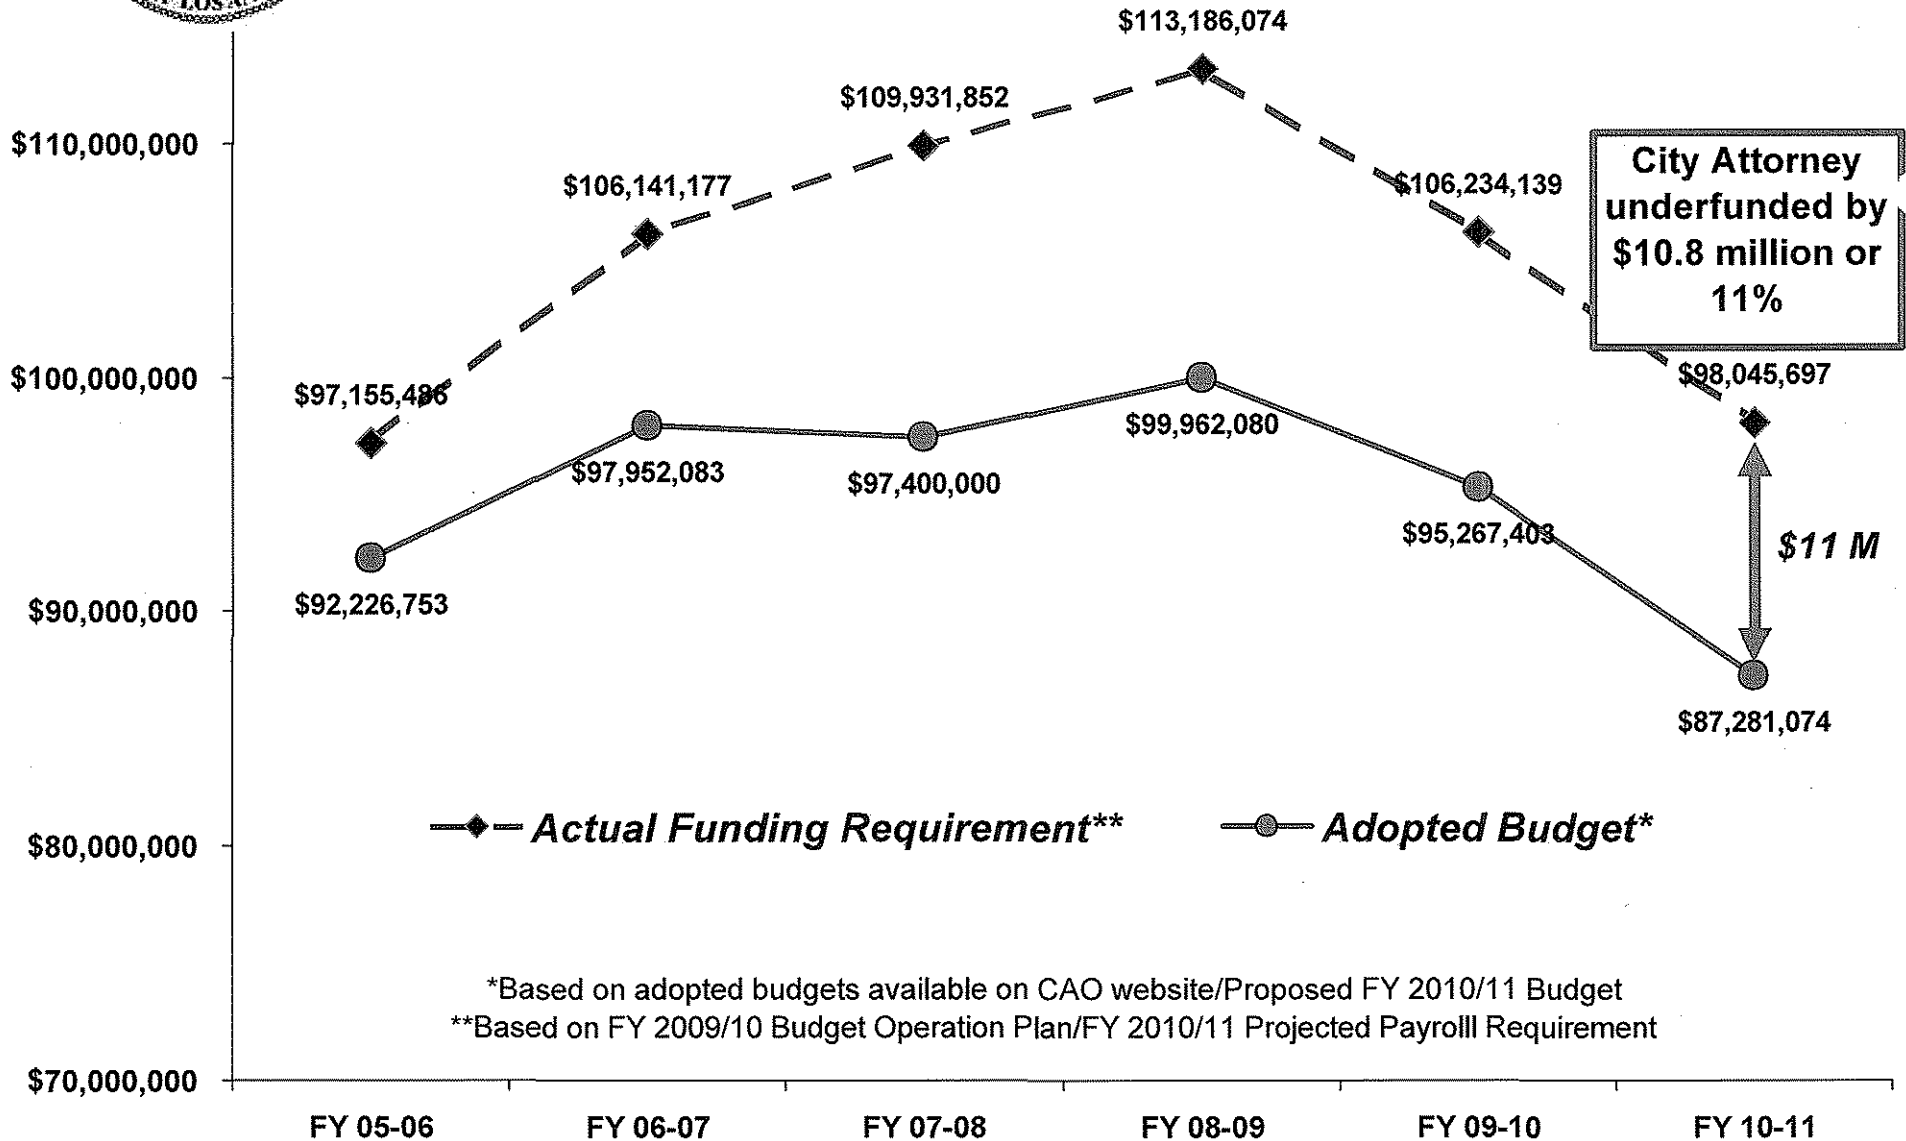 LOS AN
$113,186,074
$109,931,852
$110,000,000
City Attorney
underfunded by
$10.8 million or
11%
$106,141,177
$106,234,139
$100,000,000
$97,155,486
$98,045,697
$99,962,080
$97,952,083
$97,400,000
$95,267,403
$11 M
$90,000,000
$92,226,753
$87,281,074
Actual Funding Requirement**
Adopted Budget*
$80,000,000
*Based on adopted budgets available on CAO website/Proposed FY 2010/11 Budget
**Based on FY 2009/10 Budget Operation Plan/FY 2010/11 Projected Payrolll Requirement
$70,000,000
FY 05-06 FY 06-07 FY 07-08 FY 08-09 FY 09-10 FY 10-11